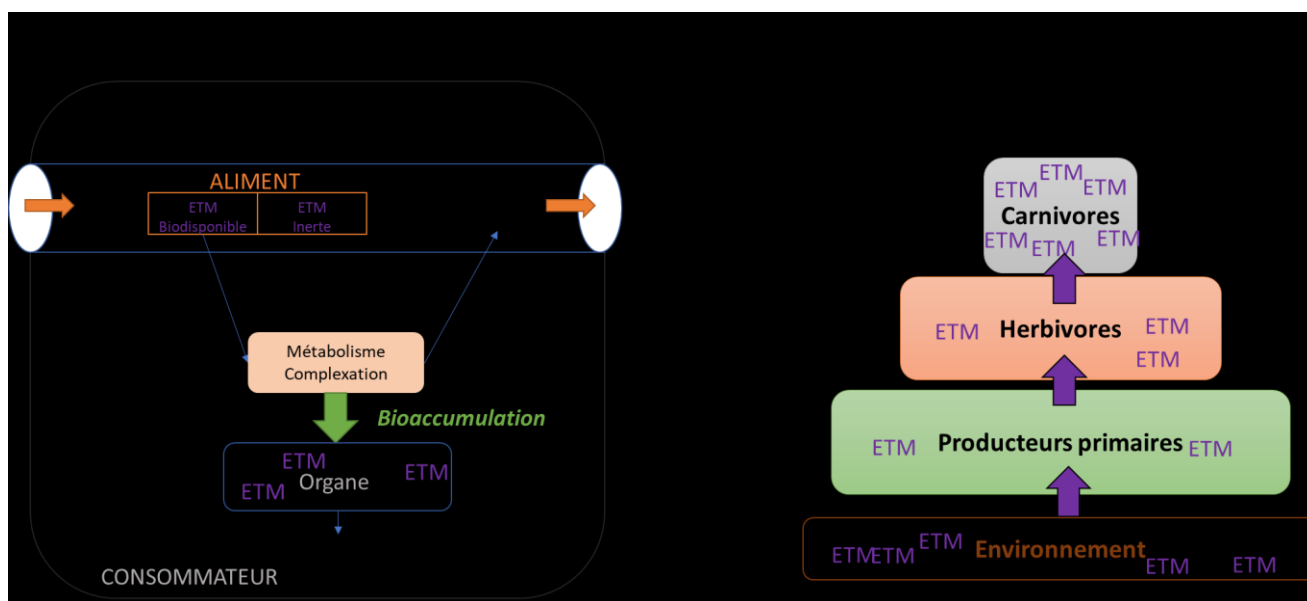 ALIMENT
ETM
Biodisponible
ETM
Inerte
Métabolisme
Complexation
Bioaccumulation
ETM
ETM
ETM
Organe
CONSOMMATEUR
ETM
ETM
ETM
Carnivores
ETM
ETM
ETM
ETM
Herbivores
ETM
ETM
ETM
Producteurs primaires
ETM
ETM
ETM
ETM
Environnement
ETM
ETM